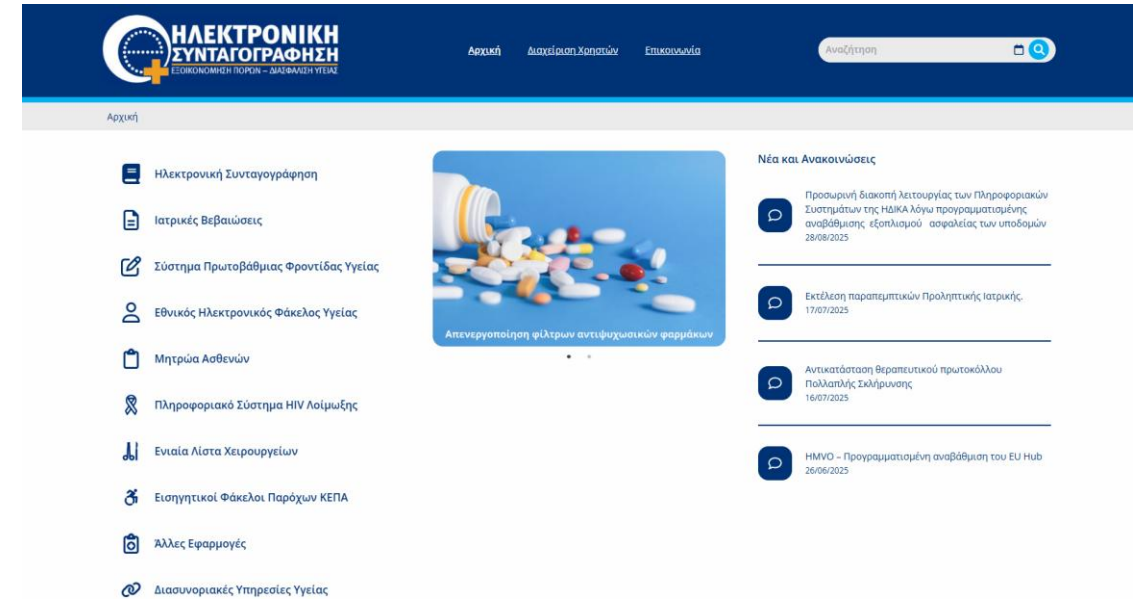 ΗΛΕΚΤΡΟΝΙΚΗ
ΣΥΝΤΑΓΟΓΡΑΦΗΣΗ
ΕΞΟΙΚΟΝΟΜΗΣΗ ΠΟΡΩΝ – ΔΙΑΣΦΑΛΙΣΗ ΥΓΕΙΑΣ
Αρχική Διαχείριση Χρηστών Επικοινωνία
Αναζήτηση
Αρχική
Ηλεκτρονική Συνταγογράφηση
Ιατρικές Βεβαιώσεις
Σύστημα Πρωτοβάθμιας Φροντίδας Υγείας
Εθνικός Ηλεκτρονικός Φάκελος Υγείας
Μητρώα Ασθενών
Πληροφοριακό Σύστημα HIV Λοίμωξης
Ενιαία Λίστα Χειρουργείων
Εισηγητικοί Φάκελοι Παρόχων ΚΕΠΑ
Άλλες Εφαρμογές
Διασυνοριακές Υπηρεσίες Υγείας
Απενεργοποίηση φίλτρων αντιψυχωσικών φαρμάκων
Νέα και Ανακοινώσεις
Προσωρινή διακοπή λειτουργίας των Πληροφοριακών
Συστημάτων της ΗΔΙΚΑ λόγω προγραμματισμένης
αναβάθμισης εξοπλισμού ασφαλείας των υποδομών
28/08/2025
Εκτέλεση παραπεμπτικών Προληπτικής Ιατρικής.
17/07/2025
Αντικατάσταση θεραπευτικού πρωτοκόλλου
Πολλαπλής Σκλήρυνσης
16/07/2025
HMVO – Προγραμματισμένη αναβάθμιση του EU Hub
26/06/2025